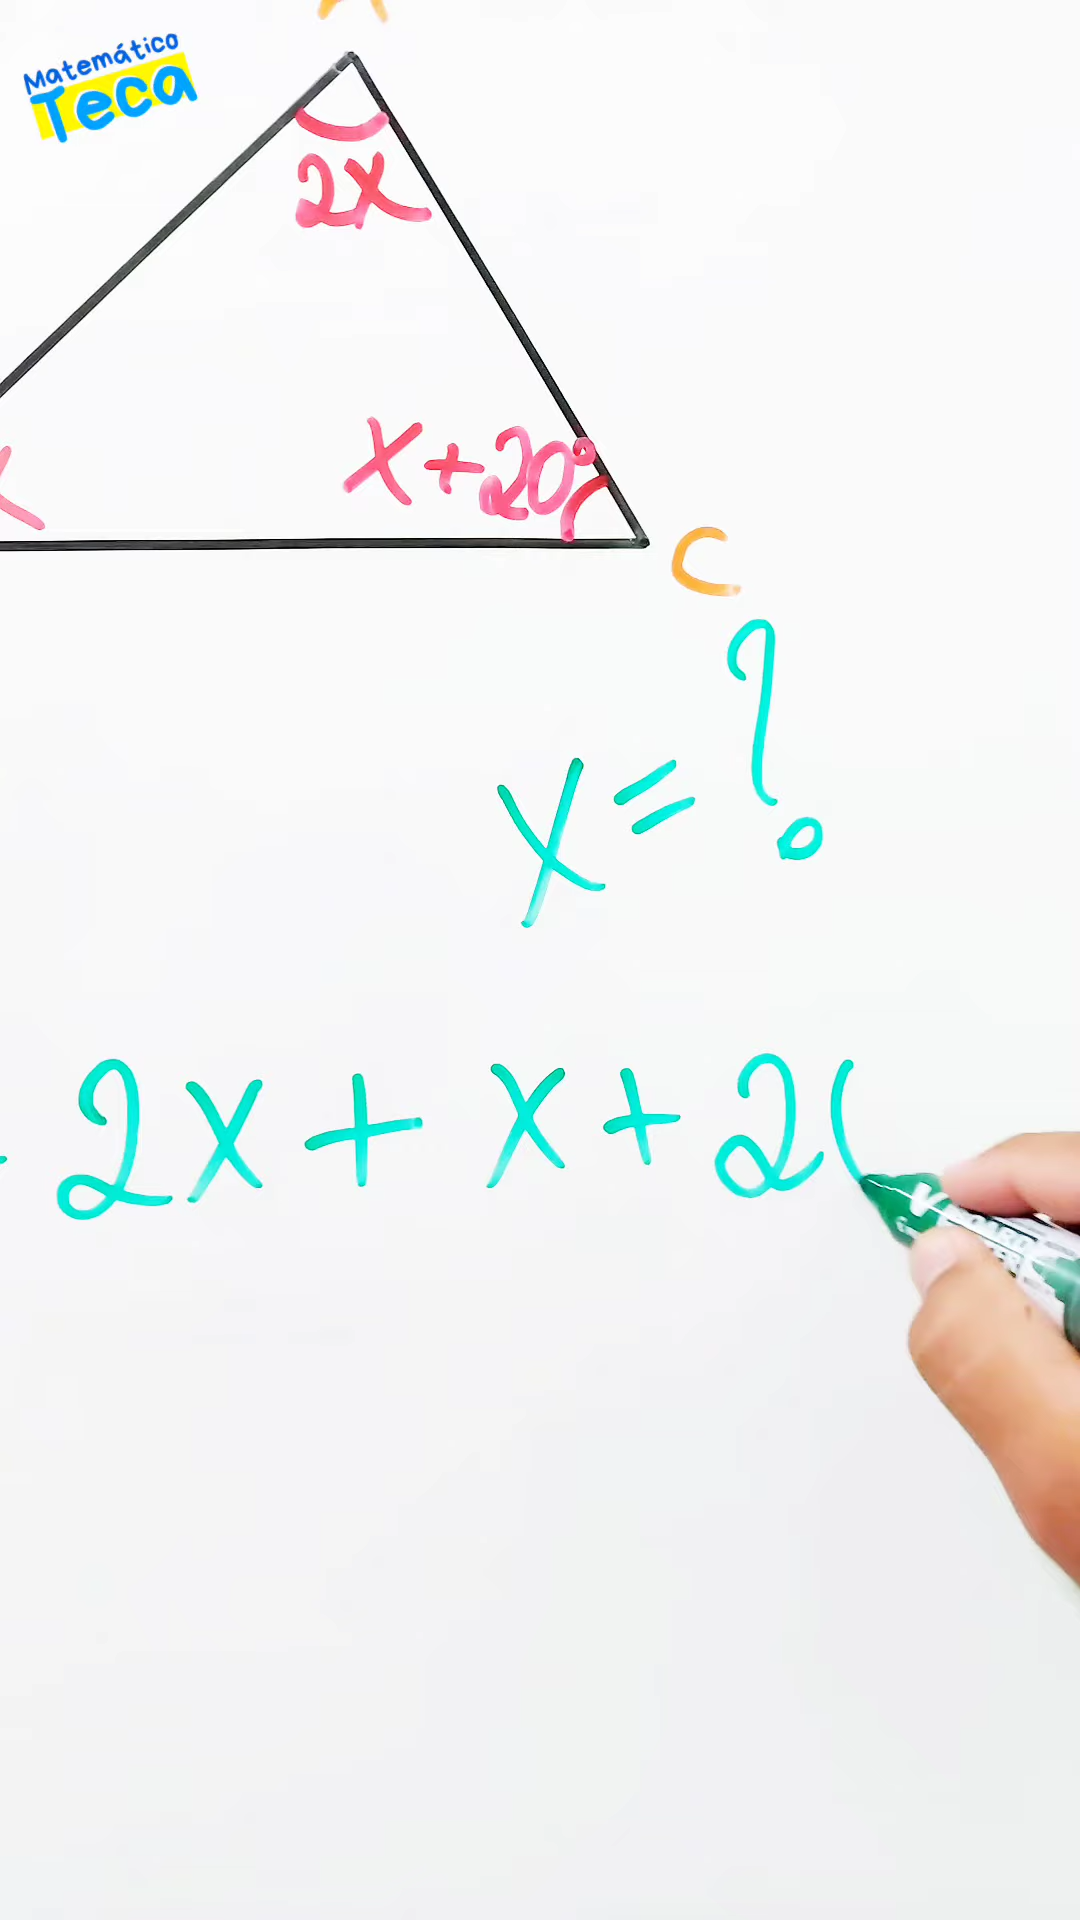 Matemático
Teca
A
2x
x
x+20°
C
x=?
2x + x + 2